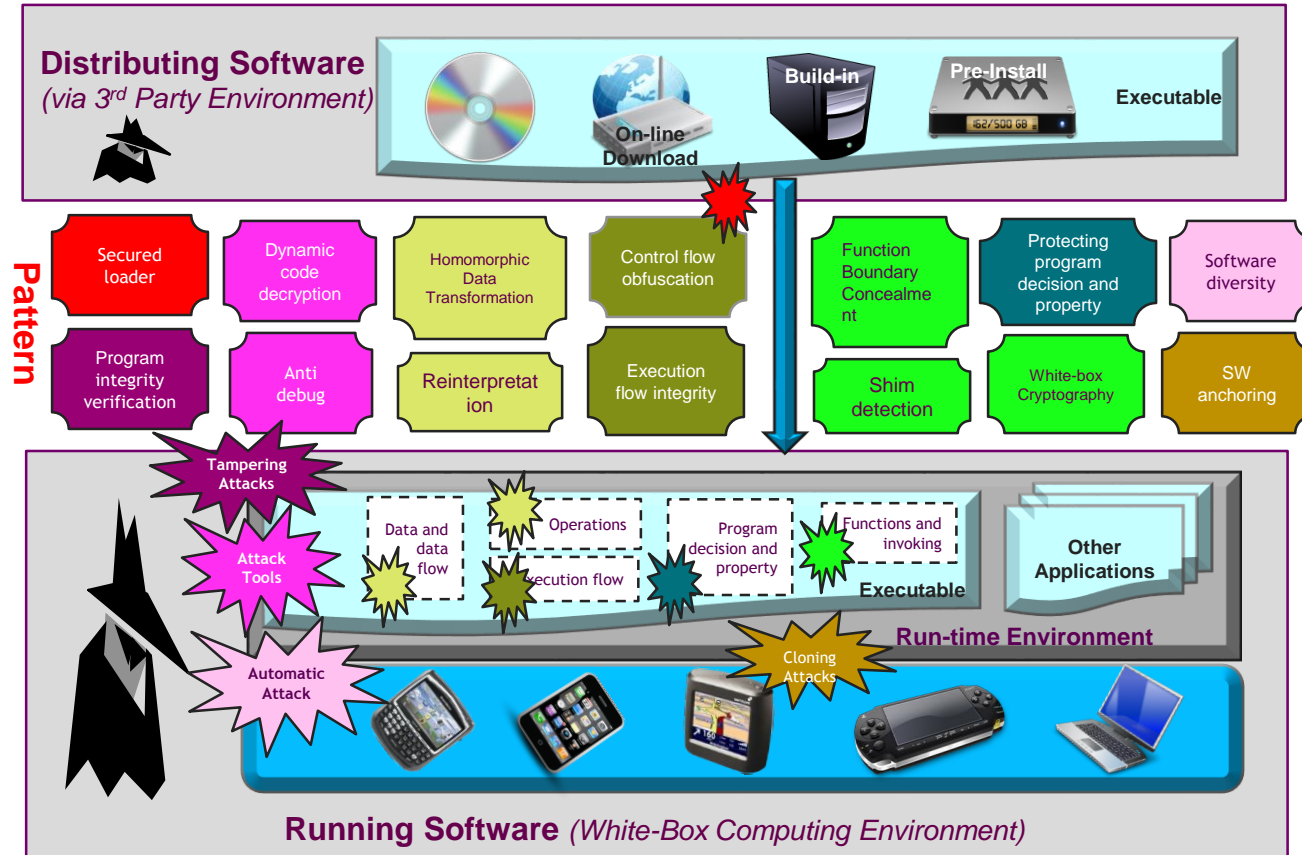 Distributing Software
(via 3rd Party Environment)
On-line
Download
Build-in
Pre-Install
162/500 GB
Executable
Pattern
Secured
loader
Dynamic
code
decryption
Homomorphic
Data
Transformation
Control flow
obfuscation
Function
Boundary
Concealme
nt
Protecting
program
decision and
property
Software
diversity
Program
integrity
verification
Anti
debug
Reinterpretat
ion
Execution
flow integrity
Shim
detection
White-box
Cryptography
SW
anchoring
Tampering
Attacks
Attack
Tools
Automatic
Attack
Data and
data
flow
Operations
xecution flow
Program
decision and
property
Functions and
invoking
Executable
Other
Applications
Run-time Environment
Cloning
Attacks
160
Running Software (White-Box Computing Environment)